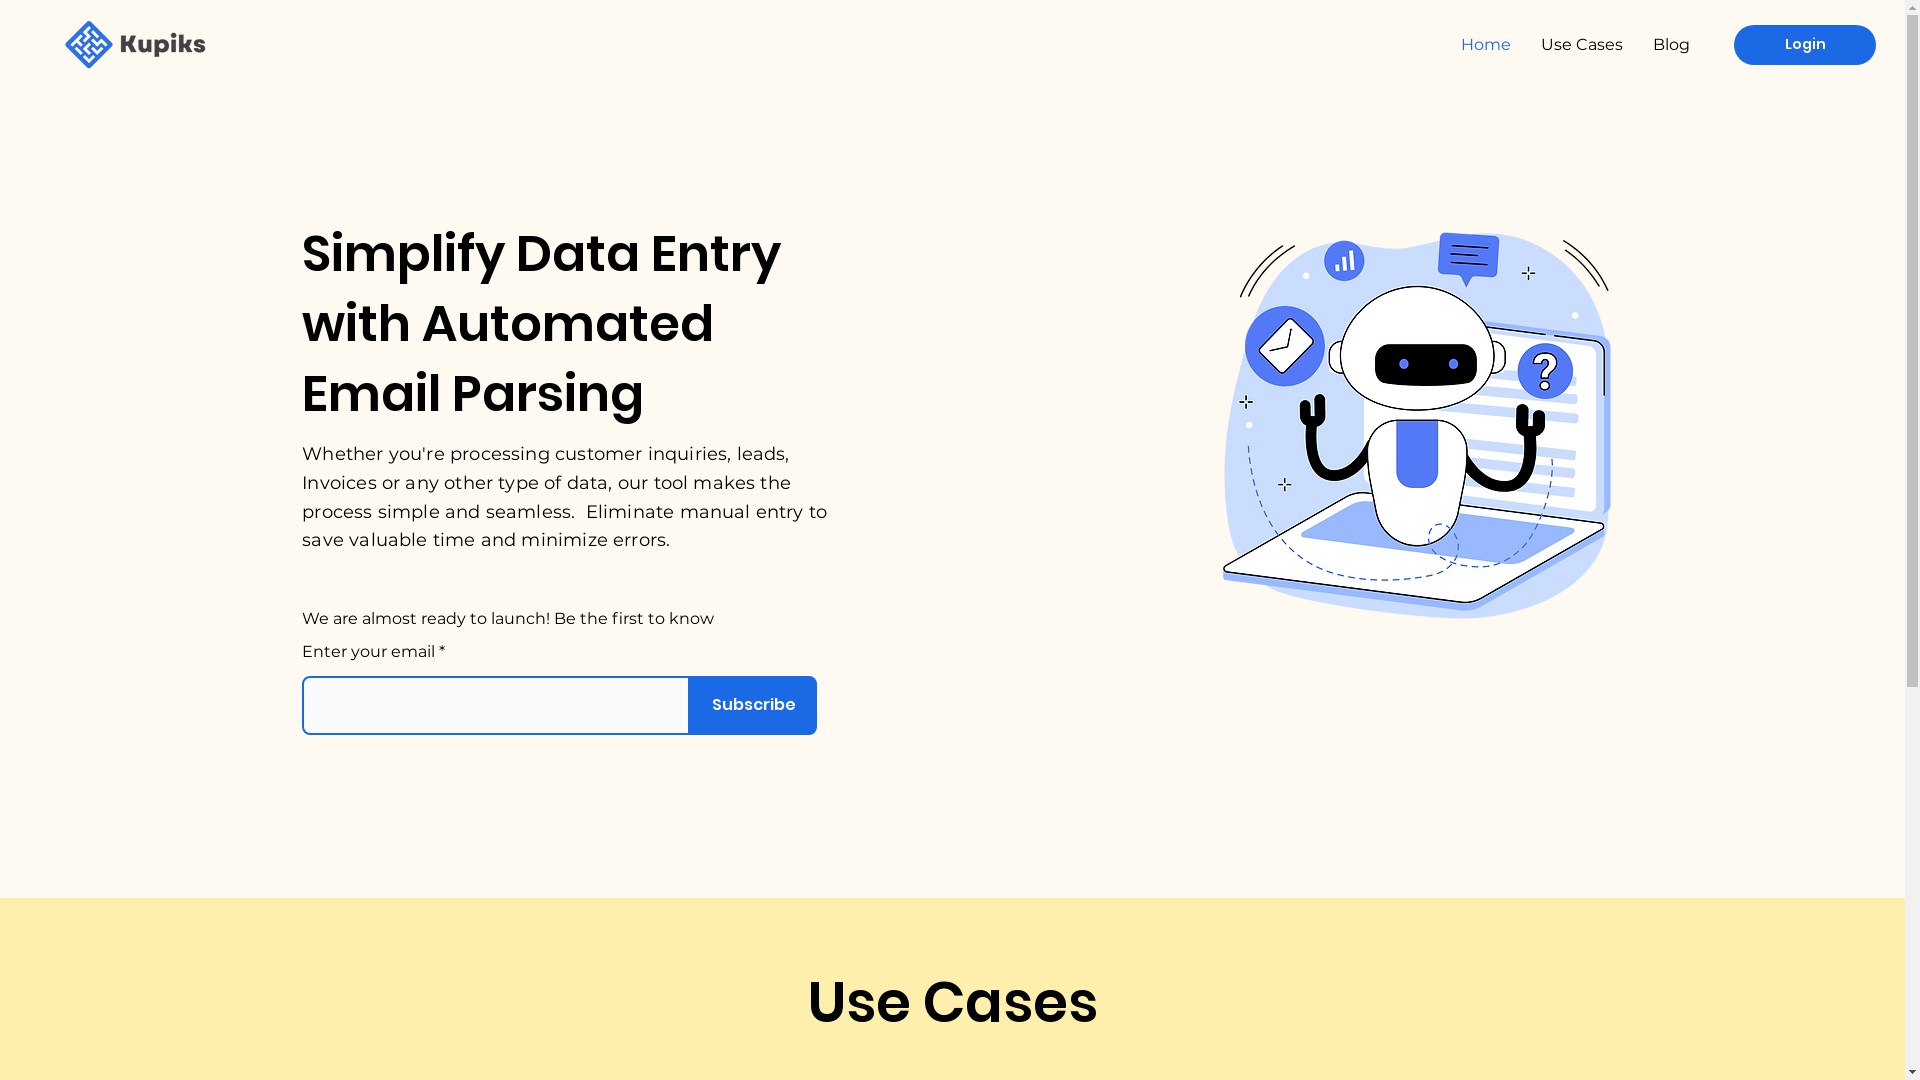 Kupiks
Home
Use Cases
Blog
Login
Simplify Data Entry
with Automated
Email Parsing
Whether you're processing customer inquiries, leads,
Invoices or any other type of data, our tool makes the
process simple and seamless.  Eliminate manual entry to
save valuable time and minimize errors.
We are almost ready to launch! Be the first to know
Enter your email *
Subscribe
?
Use Cases